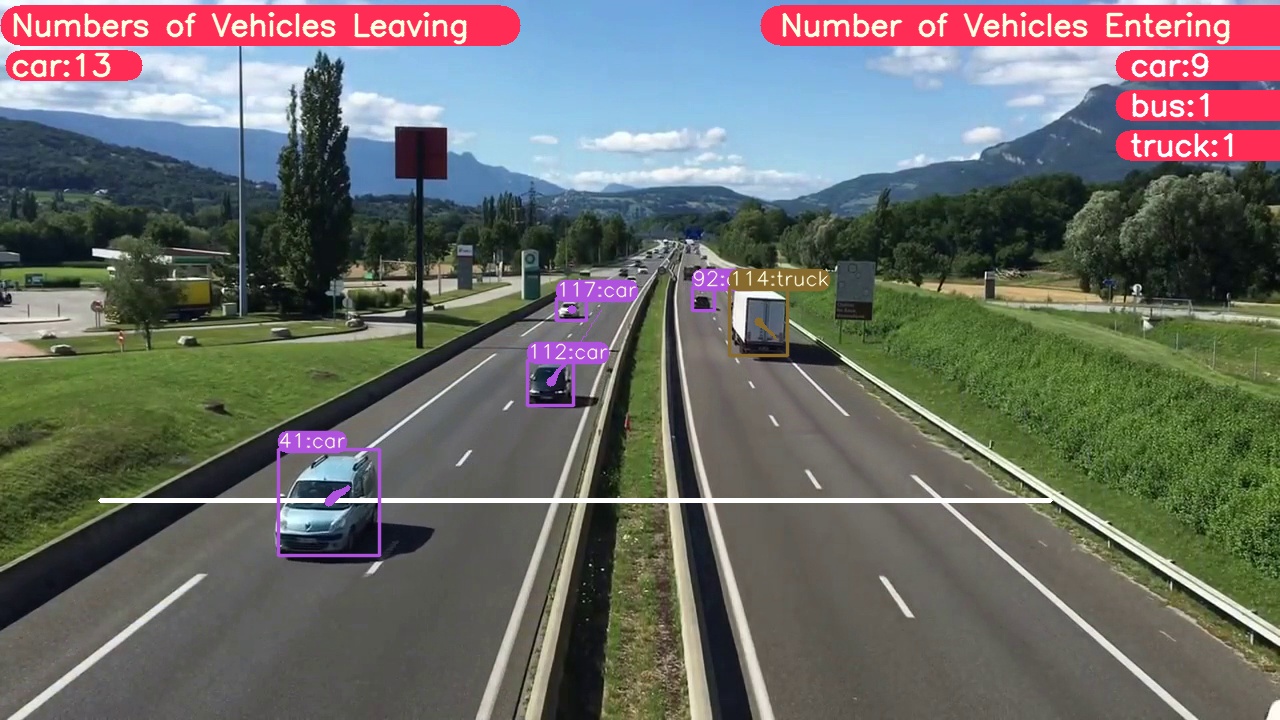 Numbers of Vehicles Leaving
car:13
Number of Vehicles Entering
car:9
bus:1
truck:1
117:car
92:c
114:truck
112:car
41:car